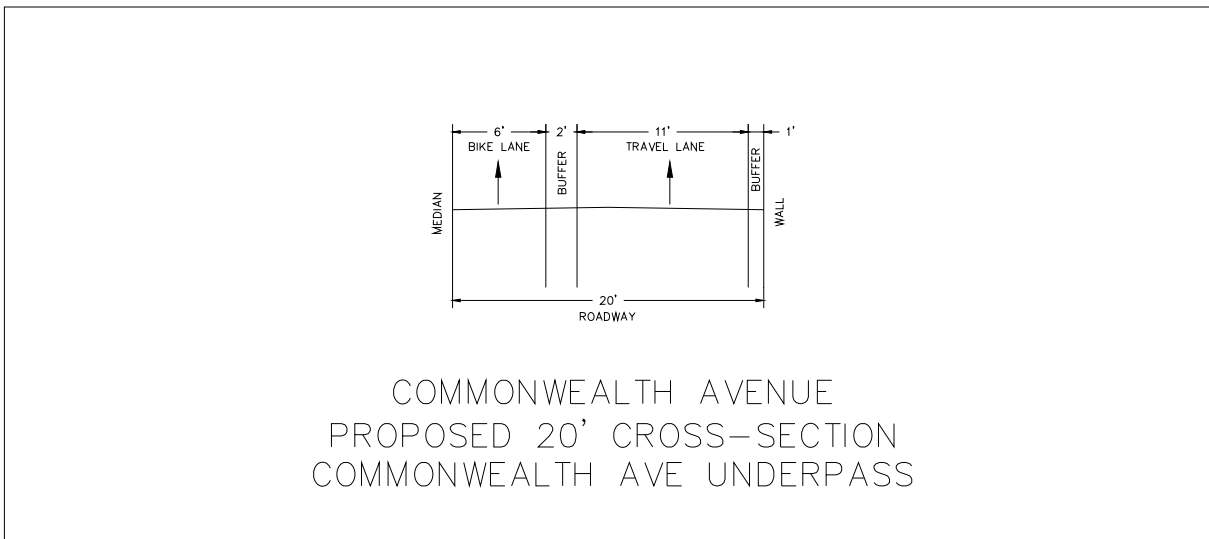 6' 2' 11' 1'
BIKE LANE TRAVEL LANE
BUFFER BUFFER
MEDIAN WALL
20'
ROADWAY
COMMONWEALTH AVENUE
PROPOSED 20' CROSS-SECTION
COMMONWEALTH AVE UNDERPASS